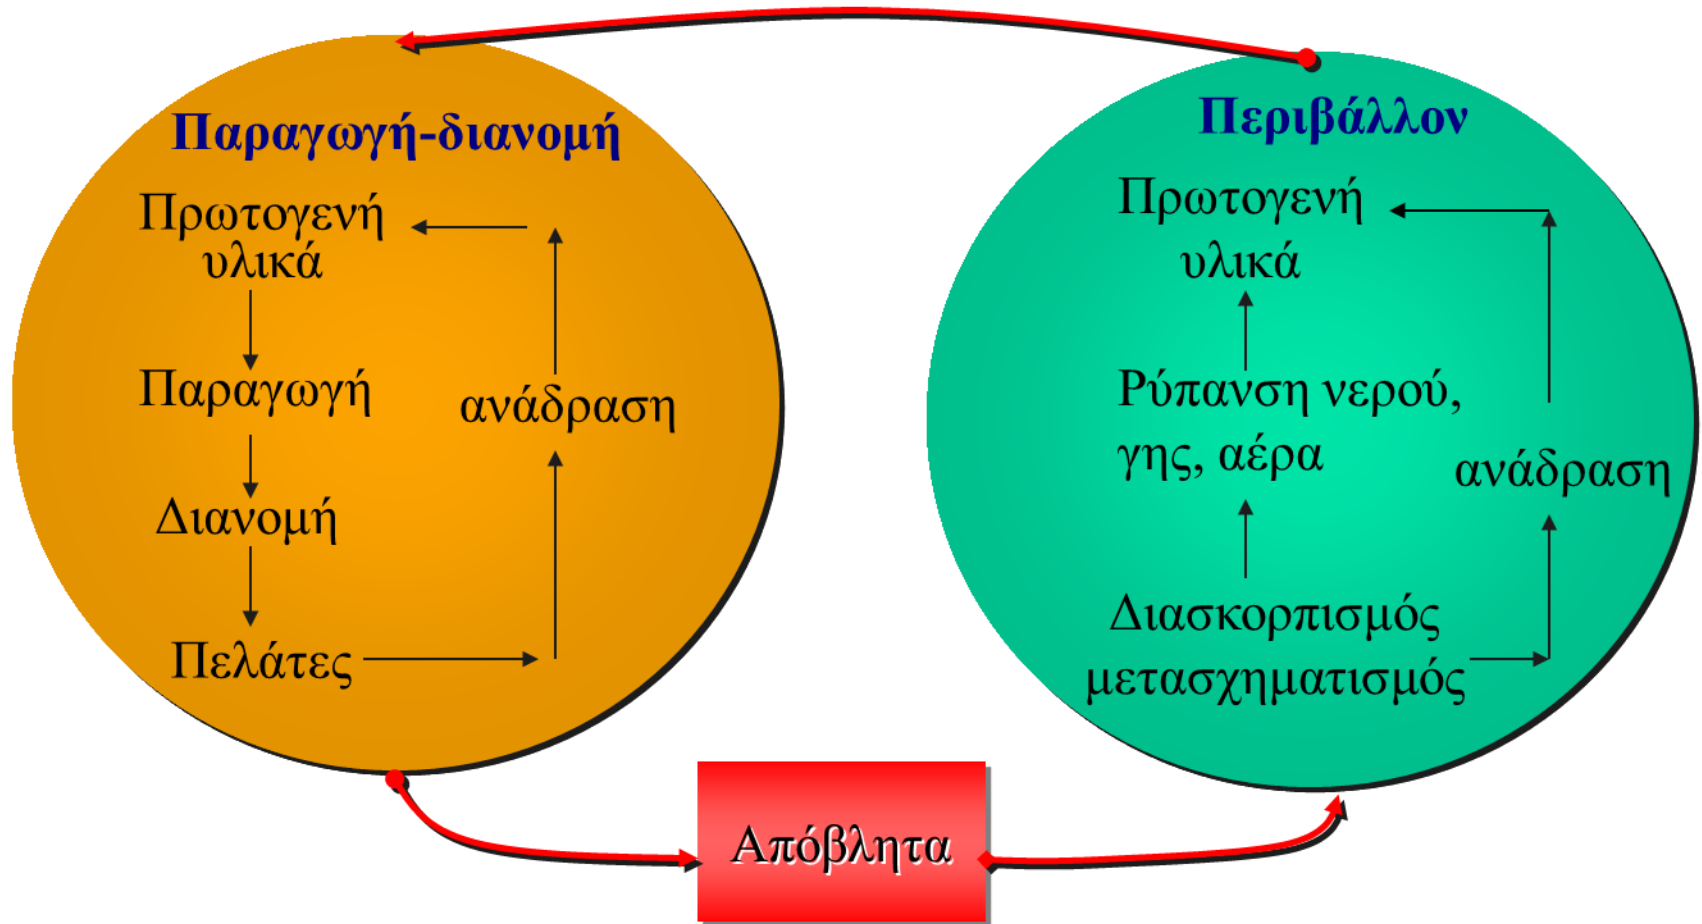 Παραγωγή-διανομή
Πρωτογενή
υλικά
Παραγωγή
ανάδραση
Διανομή
Πελάτες
Περιβάλλον
Πρωτογενή
υλικά
Ρύπανση νερού,
γης, αέρα
ανάδραση
Διασκορπισμός
μετασχηματισμός
Απόβλητα